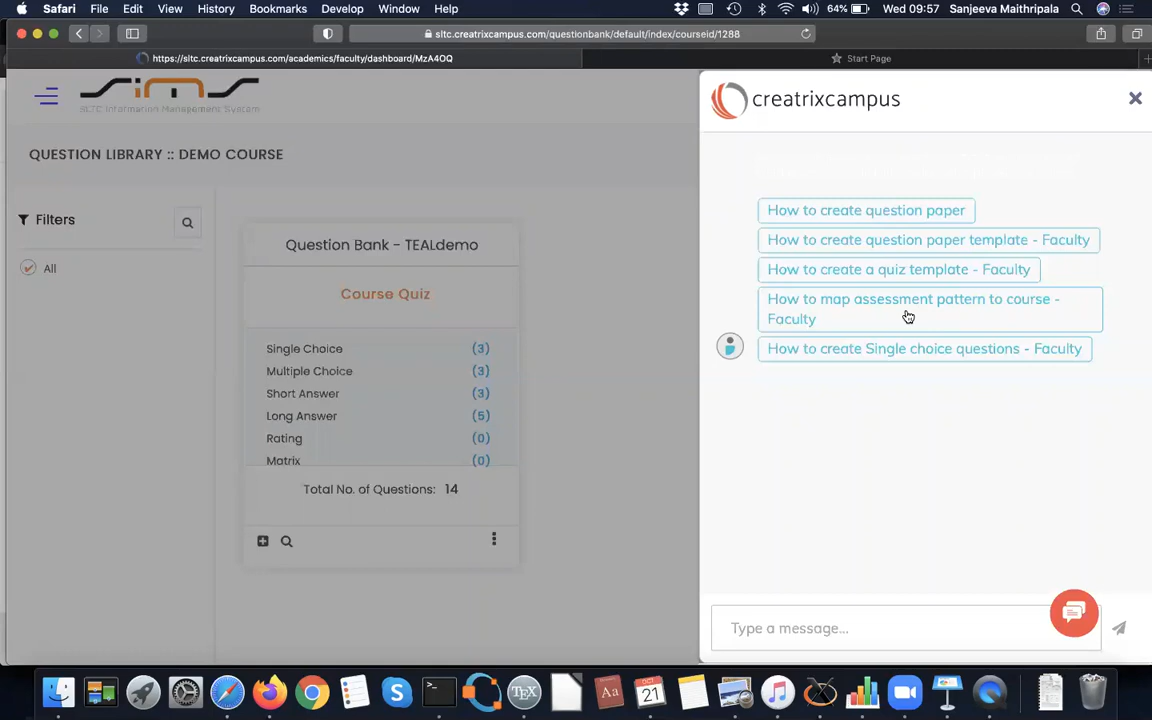 Safari File Edit View History Bookmarks Develop Window Help 64% Wed 09:57 Sanjeeva Maithripala
sltc.creatrixcampus.com/questionbank/default/index/courseid/1288
https://sltc.creatrixcampus.com/academics/faculty/dashboard/MzA4OQ Start Page
SIMS
SLTC Information Management System
creatrixcampus
QUESTION LIBRARY :: DEMO COURSE
Filters
All
Question Bank - TEALdemo
Course Quiz
Single Choice (3)
Multiple Choice (3)
Short Answer (3)
Long Answer (5)
Rating (0)
Matrix (0)
Total No. of Questions: 14
How to create question paper
How to create question paper template - Faculty
How to create a quiz template - Faculty
How to map assessment pattern to course -
Faculty
How to create Single choice questions - Faculty
Type a message...
TEX
Aa
OCT
21